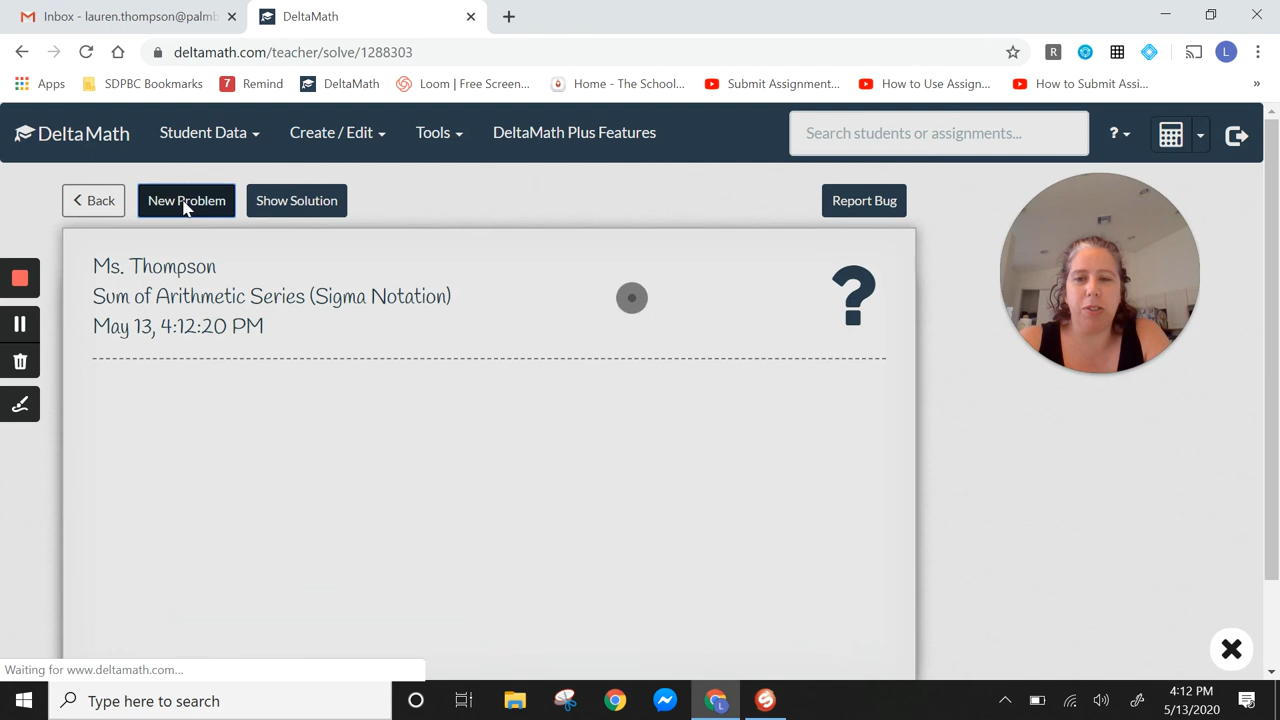 Inbox - lauren.thompson@palmb
DeltaMath
deltamath.com/teacher/solve/1288303
R
L
Apps
SDPBC Bookmarks
7 Remind
DeltaMath
Loom | Free Screen...
Home - The School...
Submit Assignment...
How to Use Assign...
How to Submit Assi...
»
DeltaMath
Student Data
Create / Edit
Tools
DeltaMath Plus Features
Search students or assignments...
?
< Back
New Problem
Show Solution
Report Bug
Ms. Thompson
Sum of Arithmetic Series (Sigma Notation)
May 13, 4:12:20 PM
?
Waiting for www.deltamath.com...
Type here to search
L
4:12 PM
5/13/2020